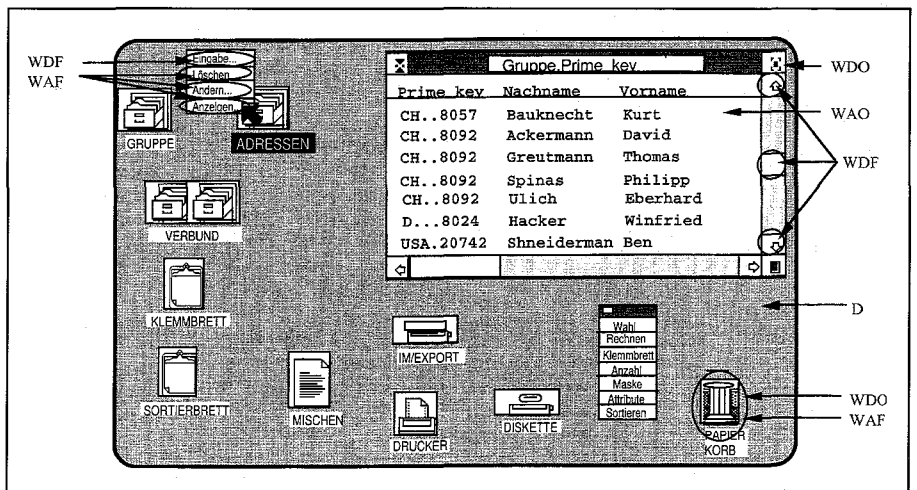 WDF
WAF
Eingabe...
Löschen
Ändern...
Anzeigen...
GRUPPE
ADRESSEN
VERBUND
KLEMMBRETT
SORTIERBRETT
MISCHEN
IM/EXPORT
DRUCKER
DISKETTE
Gruppe.Prime key
Prime key Nachname Vorname
CH..8057 Bauknecht Kurt
CH..8092 Ackermann David
CH..8092 Greutmann Thomas
CH..8092 Spinas Philipp
CH..8092 Ulich Eberhard
D...8024 Hacker Winfried
USA.20742 Shneiderman Ben
Wahl
Rechnen
Klemmbrett
Anzahl
Maske
Attribute
Sortieren
PAPIER
KORB
WDO
WAO
WDF
D
WDO
WAF